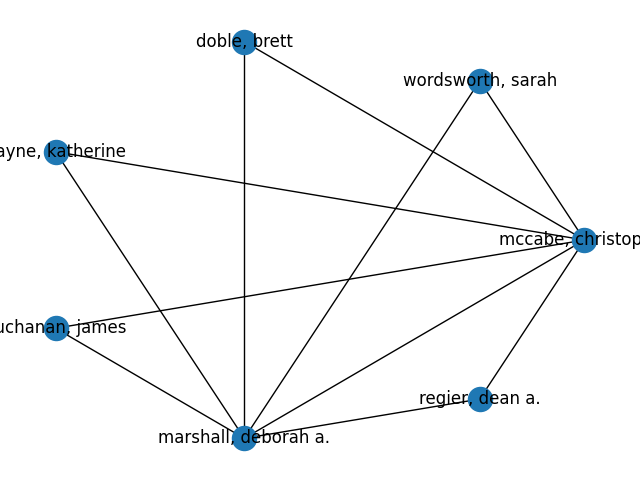 doble, brett
wordsworth, sarah
ayne, katherine
mccabe, christop
uchanan, james
regier, dean a.
marshall, deborah a.